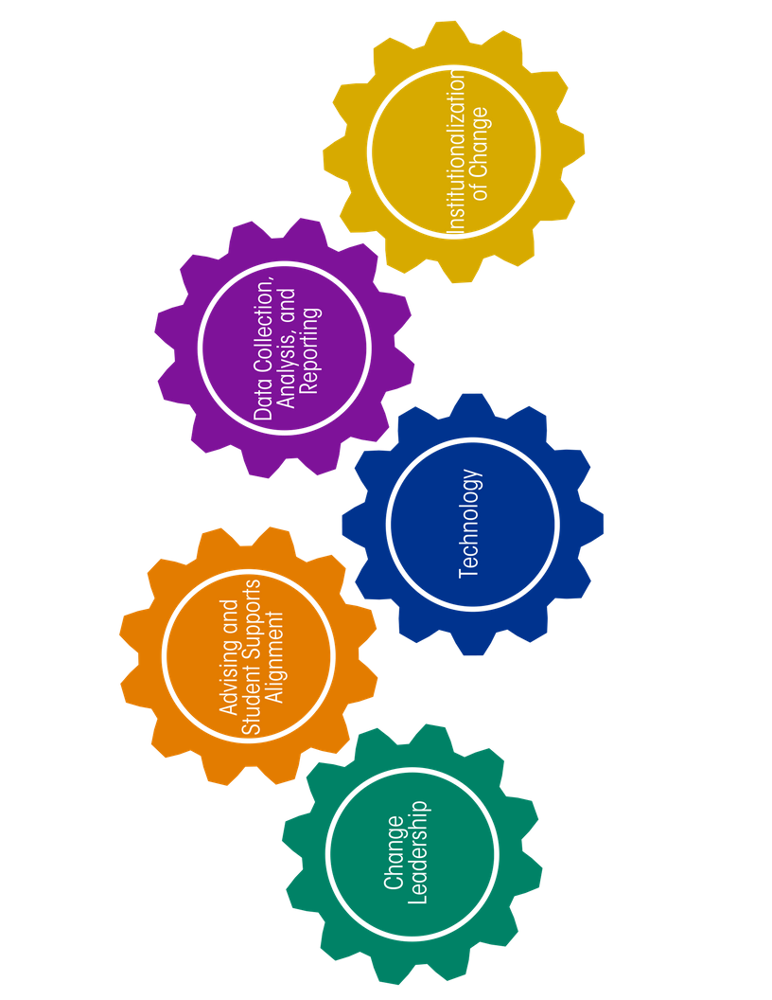 Change
Leadership
Advising and
Student Supports
Alignment
Technology
Data Collection,
Analysis, and
Reporting
Institutionalization
of Change